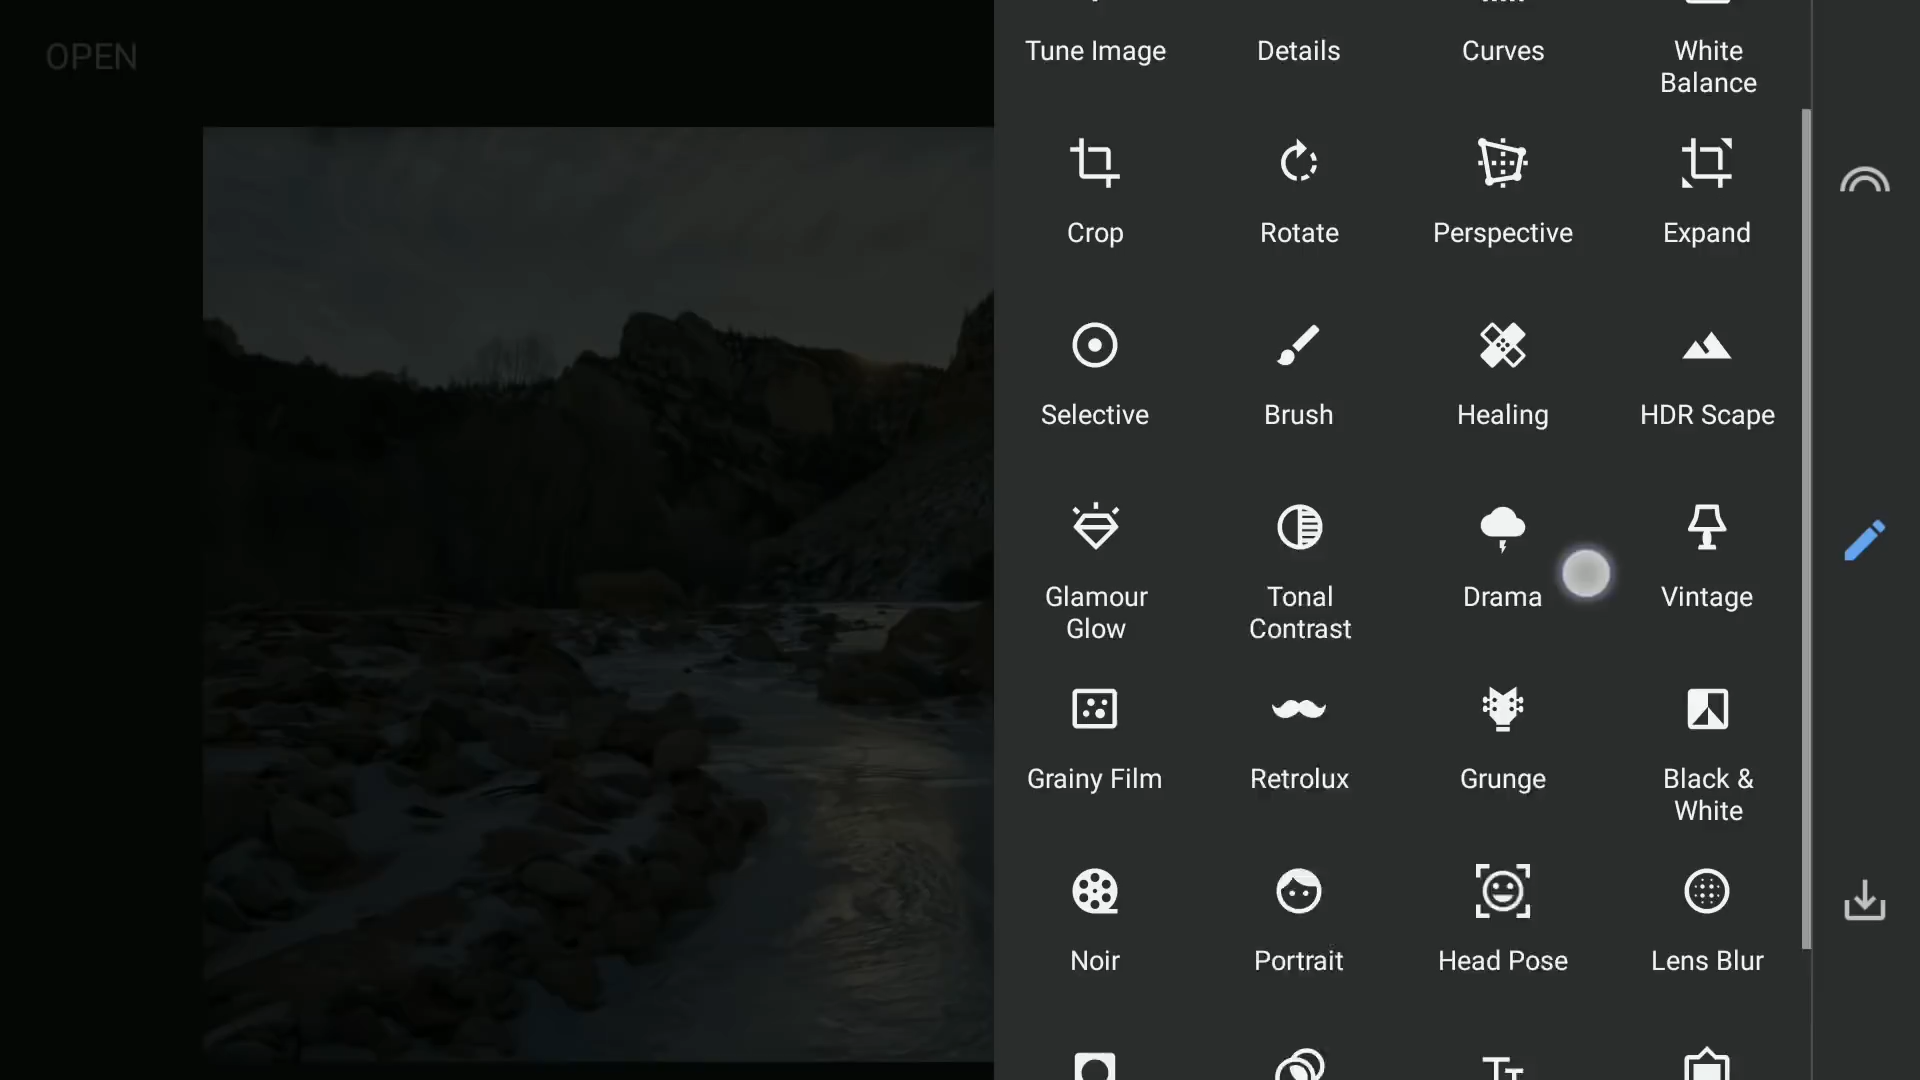 OPEN
Tune Image
Details
Curves
White
Balance
Crop
Rotate
Perspective
Expand
Selective
Brush
Healing
HDR Scape
Glamour
Glow
Tonal
Contrast
Drama
Vintage
Grainy Film
Retrolux
Grunge
Black &
White
Noir
Portrait
Head Pose
Lens Blur